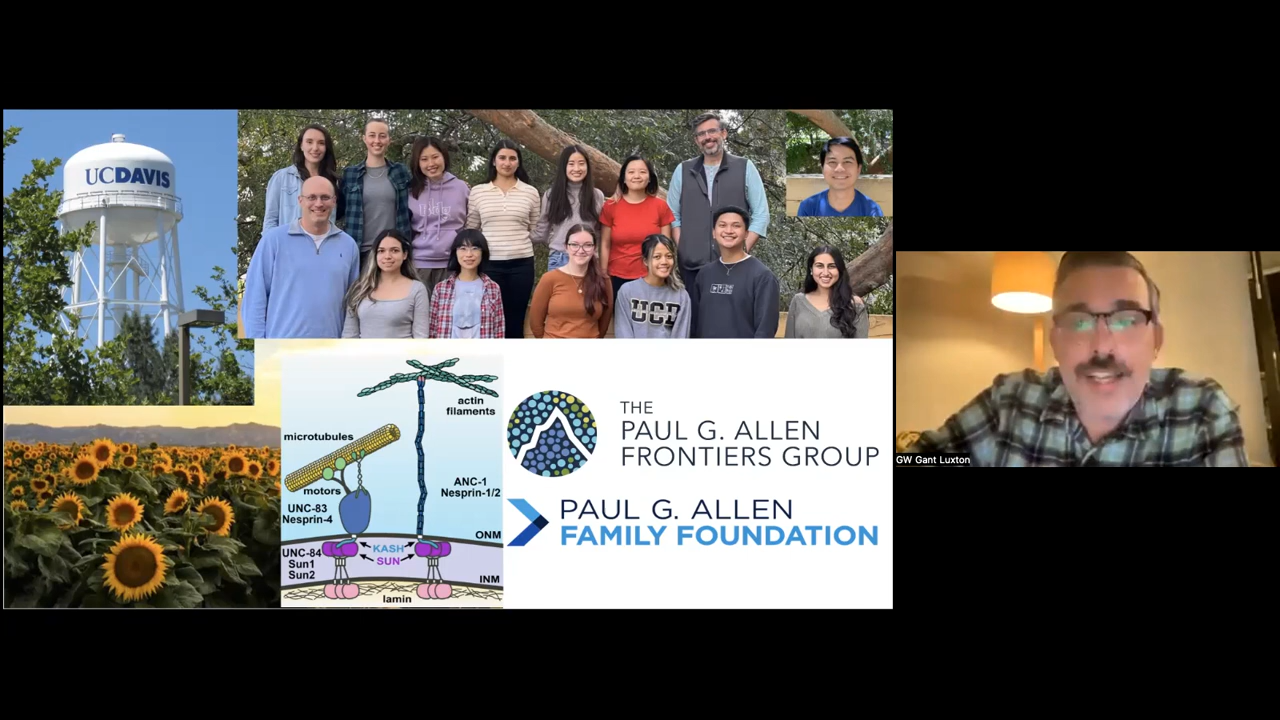 UCDAVIS
UCI
actin
filaments
microtubules
motors
ANC-1
Nesprin-1/2
UNC-83
Nesprin-4
ONM
UNC-84
Sun1
Sun2
KASH
SUN
INM
lamin
THE
PAUL G. ALLEN
FRONTIERS GROUP
PAUL G. ALLEN
FAMILY FOUNDATION
GW Gant Luxton